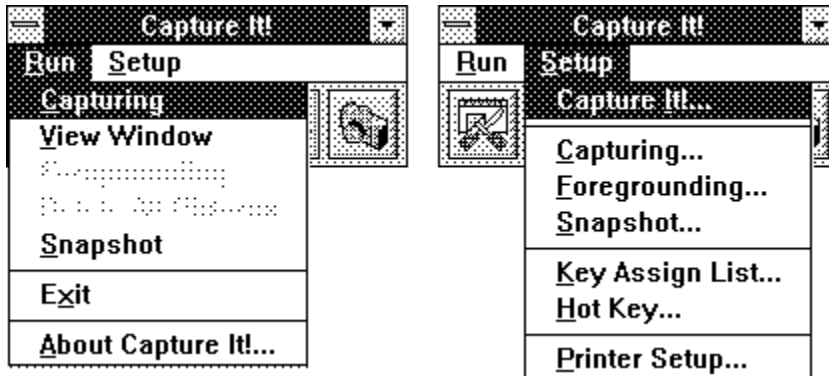 Capture It!
Run Setup
Capturing
View Window
Snapshot
Exit
About Capture It!...
Capture It!
Run Setup
Capture It!...
Capturing...
Foregrounding...
Snapshot...
Key Assign List...
Hot Key...
Printer Setup...